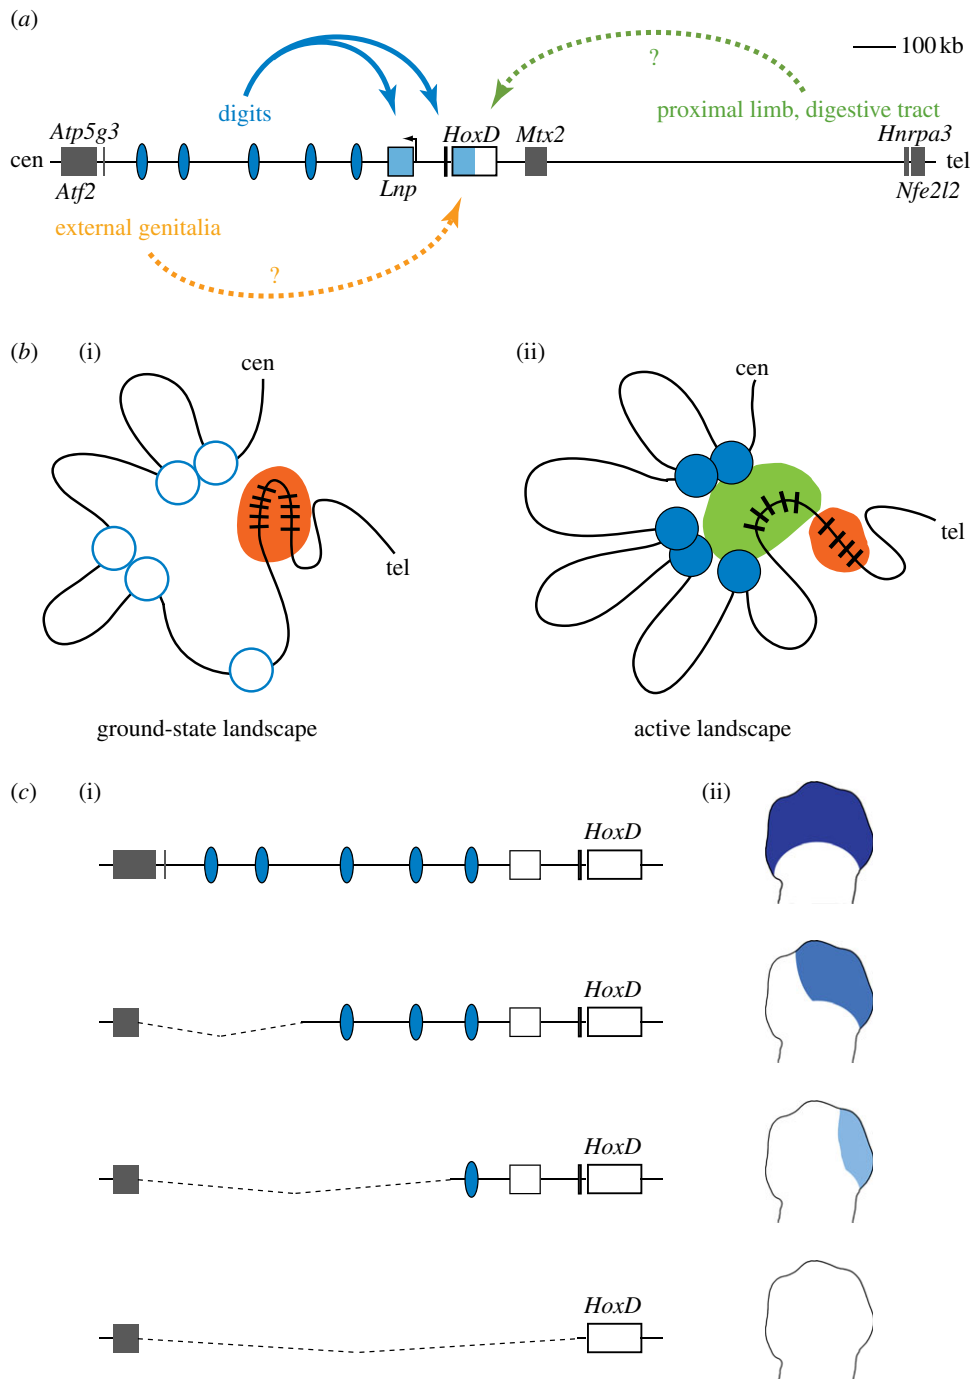 (a)
100 kb
?
digits
proximal limb, digestive tract
Atp5g3
HoxD
Mtx2
Hnrpa3
cen
tel
Atf2
Lnp
Nfe2l2
external genitalia
?
(b)
(i)
(ii)
cen
cen
tel
tel
ground-state landscape
active landscape
(c)
(i)
(ii)
HoxD
HoxD
HoxD
HoxD